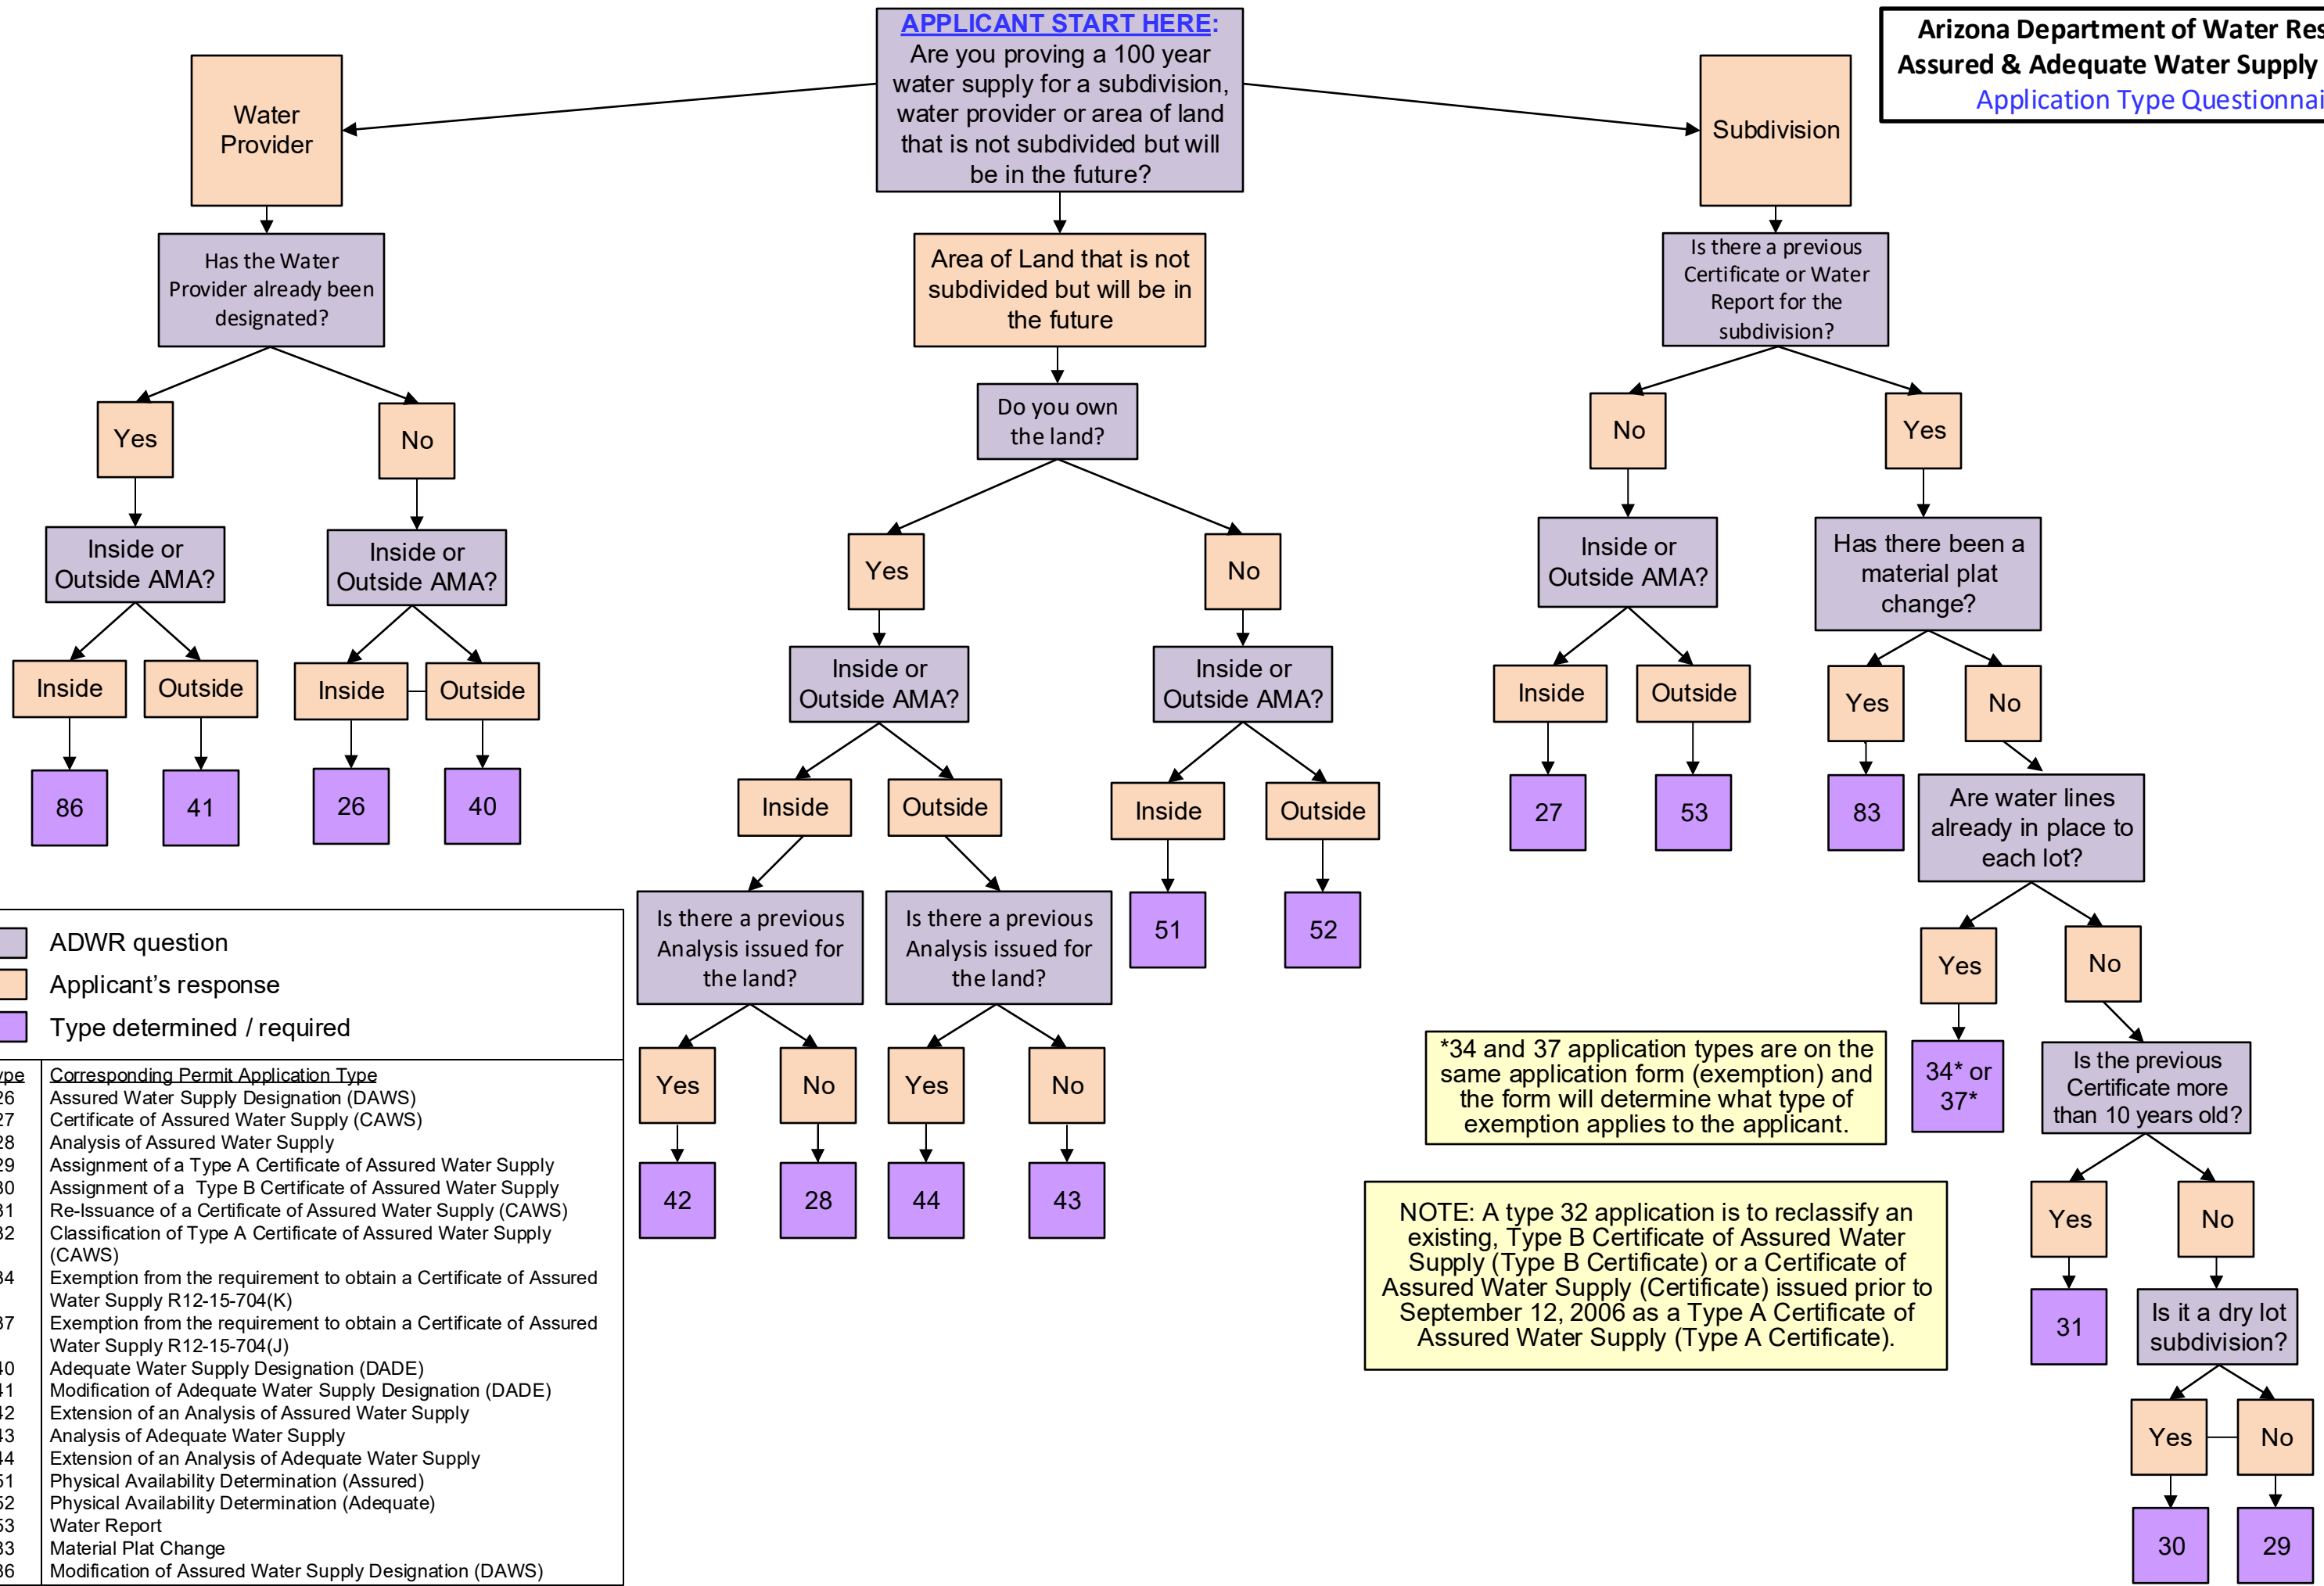 APPLICANT START HERE:
Are you proving a 100 year
water supply for a subdivision,
water provider or area of land
that is not subdivided but will
be in the future?
Arizona Department of Water
Assured & Adequate Water Supply
Application Type
Water
Provider
Subdivision
Has the Water
Provider already been
designated?
Area of Land that is not
subdivided but will be in
the future
Is there a previous
Certificate or Water
Report for the
subdivision?
Yes
No
Do you own
the land?
No
Yes
Inside or
Outside AMA?
Inside or
Outside AMA?
Yes
No
Inside or
Outside AMA?
Has there been a
material plat
change?
Inside
Outside
Inside
Outside
Inside or
Outside AMA?
Inside or
Outside AMA?
Inside
Outside
Yes
No
86
41
26
40
Inside
Outside
Inside
Outside
27
53
83
Are water lines
already in place to
each lot?
Is there a previous
Analysis issued for
the land?
Is there a previous
Analysis issued for
the land?
51
52
Yes
No
Yes
No
Yes
No
*34 and 37 application types are on the
same application form (exemption) and
the form will determine what type of
exemption applies to the applicant.
34* or
37*
Is the previous
Certificate more
than 10 years old?
42
28
44
43
NOTE: A type 32 application is to reclassify an
existing, Type B Certificate of Assured Water
Supply (Type B Certificate) or a Certificate of
Assured Water Supply (Certificate) issued prior to
September 12, 2006 as a Type A Certificate of
Assured Water Supply (Type A Certificate).
Yes
No
31
Is it a dry lot
subdivision?
Yes
No
30
29
ADWR question
Applicant's response
Type determined / required
Corresponding Permit Application Type
26 Assured Water Supply Designation (DAWS)
27 Certificate of Assured Water Supply (CAWS)
28 Analysis of Assured Water Supply
29 Assignment of a Type A Certificate of Assured Water Supply
30 Assignment of a Type B Certificate of Assured Water Supply
31 Re-Issuance of a Certificate of Assured Water Supply (CAWS)
32 Classification of Type A Certificate of Assured Water Supply
(CAWS)
34 Exemption from the requirement to obtain a Certificate of Assured
Water Supply R12-15-704(K)
37 Exemption from the requirement to obtain a Certificate of Assured
Water Supply R12-15-704(J)
40 Adequate Water Supply Designation (DADE)
41 Modification of Adequate Water Supply Designation (DADE)
42 Extension of an Analysis of Assured Water Supply
43 Analysis of Adequate Water Supply
44 Extension of an Analysis of Adequate Water Supply
51 Physical Availability Determination (Assured)
52 Physical Availability Determination (Adequate)
53 Water Report
83 Material Plat Change
86 Modification of Assured Water Supply Designation (DAWS)